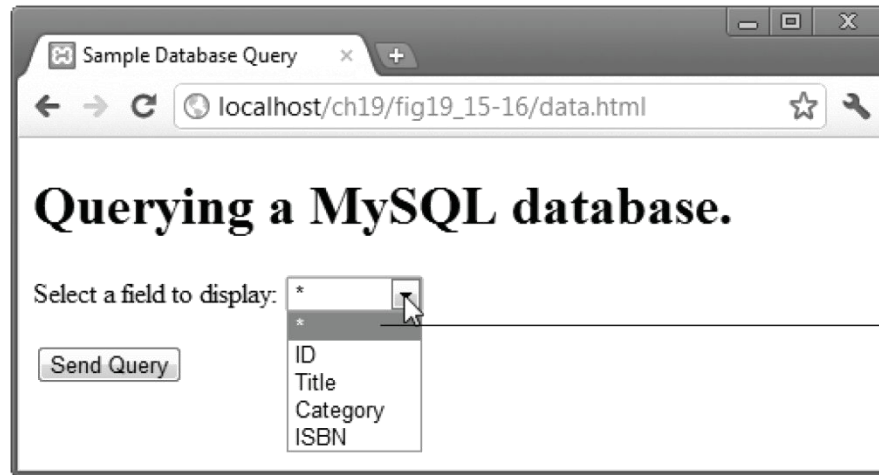 Sample Database Query
localhost/ch19/fig19_15-16/data.html
Querying a MySQL database.
Select a field to display: *
*
ID
Title
Category
ISBN
Send Query